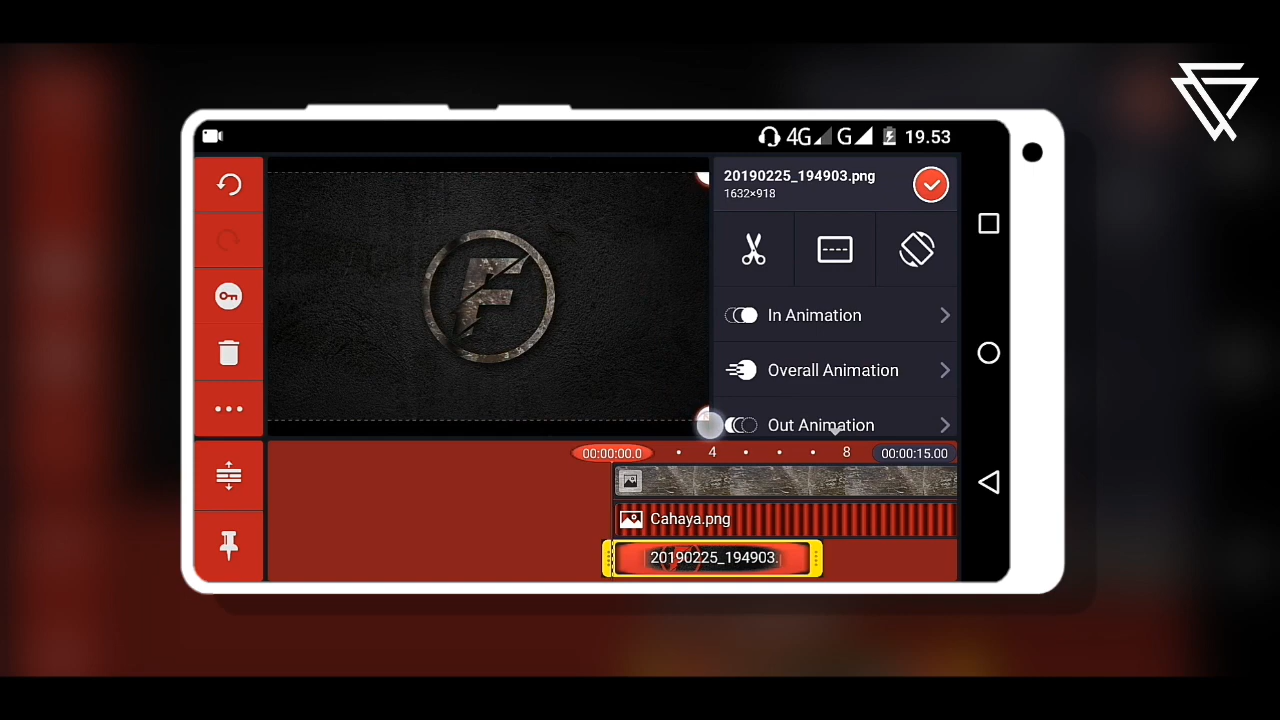 4G G 19.53
20190225_194903.png
1632×918
F
In Animation
Overall Animation
Out Animation
00:00:00.0 4 8 00:00:15.00
Cahaya.png
20190225_194903.